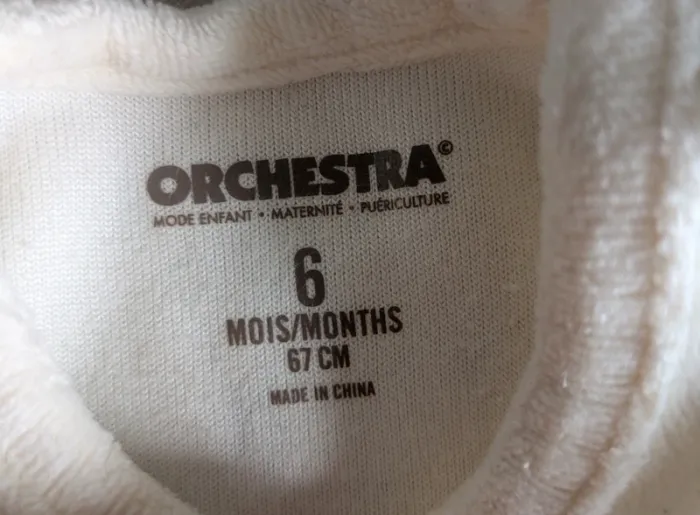 ORCHESTRA©
MODE ENFANT • MATERNITÉ • PUÉRICULTURE
6
MOIS/MONTHS
67 CM
MADE IN CHINA